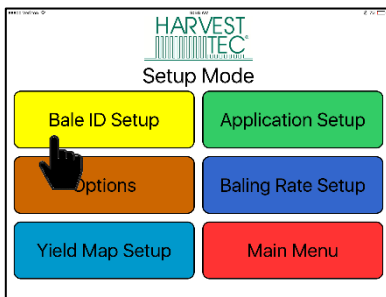 HARVEST
TEC
Setup Mode
Bale ID Setup
Application Setup
Options
Baling Rate Setup
Yield Map Setup
Main Menu